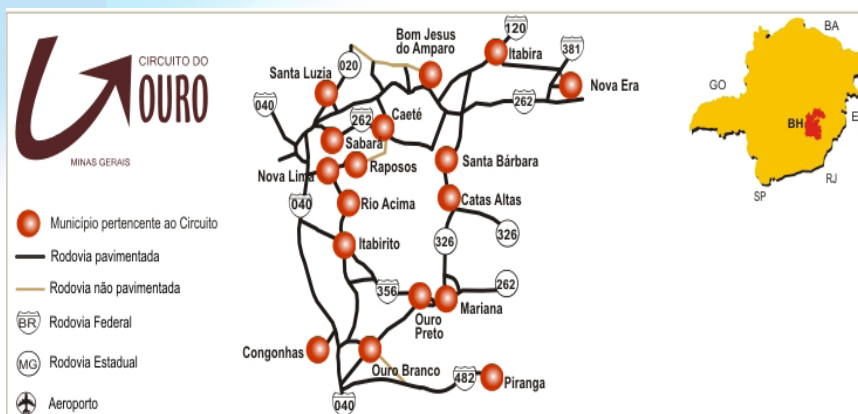 CIRCUITO DO
OURO
MINAS GERAIS
Município pertencente ao Circuito
Rodovia pavimentada
Rodovia não pavimentada
BR
Rodovia Federal
MG
Rodovia Estadual
Aeroporto
Bom Jesus
do Amparo
120
Itabira
381
Nova Era
020
Santa Luzia
040
262
262
Caeté
Sabará
Raposos
Nova Lima
Santa Bárbara
040
Rio Acima
Catas Altas
326
326
Itabirito
356
262
Mariana
Ouro
Preto
Congonhas
Ouro Branco
482
Piranga
040
BA
GO
E
BH
RJ
SP